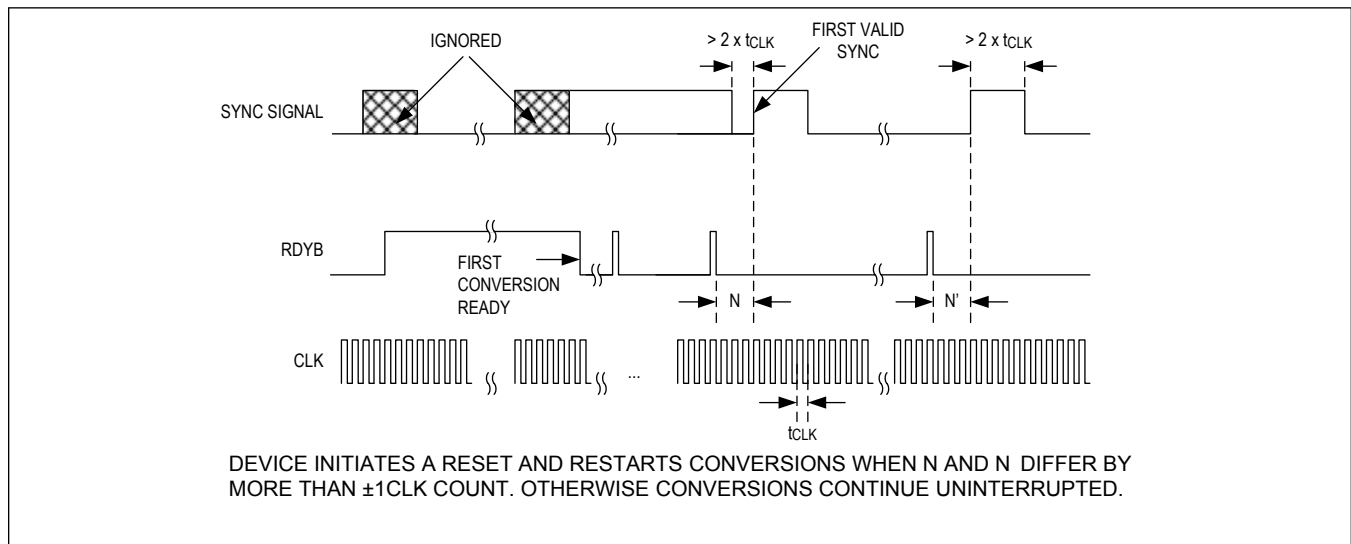 IGNORED
> 2 x tCLK
FIRST VALID
SYNC
> 2 x tCLK
SYNC SIGNAL
RDYB
FIRST
CONVERSION
READY
N
N'
CLK
...
tCLK
DEVICE INITIATES A RESET AND RESTARTS CONVERSIONS WHEN N AND N DIFFER BY
MORE THAN ±1CLK COUNT. OTHERWISE CONVERSIONS CONTINUE UNINTERRUPTED.